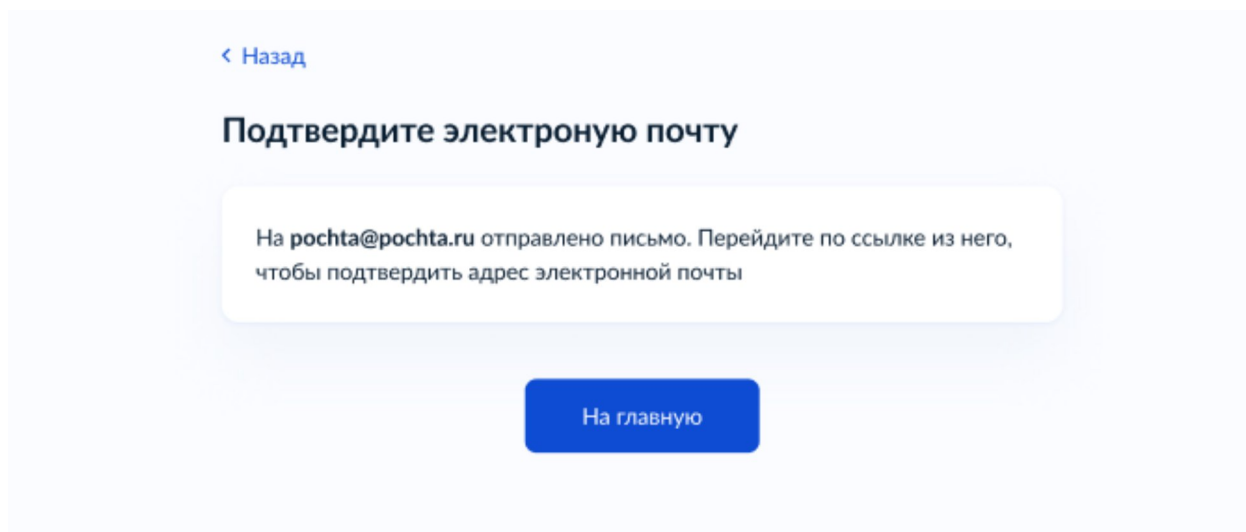 Назад
Подтвердите электроную почту
На pochta@pochta.ru отправлено письмо. Перейдите по ссылке из него,
чтобы подтвердить адрес электронной почты
На главную